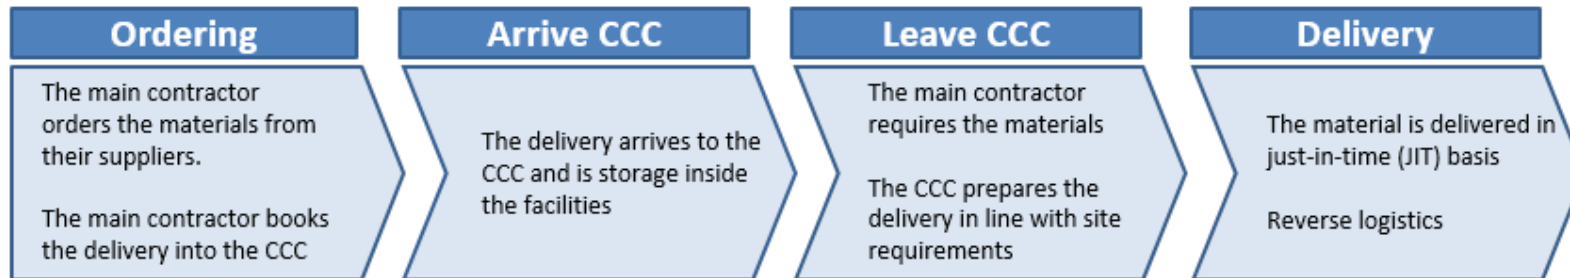 Ordering
The main contractor
orders the materials from
their suppliers.
The main contractor books
the delivery into the CCC
Arrive CCC
The delivery arrives to the
CCC and is storage inside
the facilities
Leave CCC
The main contractor
requires the materials
The CCC prepares the
delivery in line with site
requirements
Delivery
The material is delivered in
just-in-time (JIT) basis
Reverse logistics